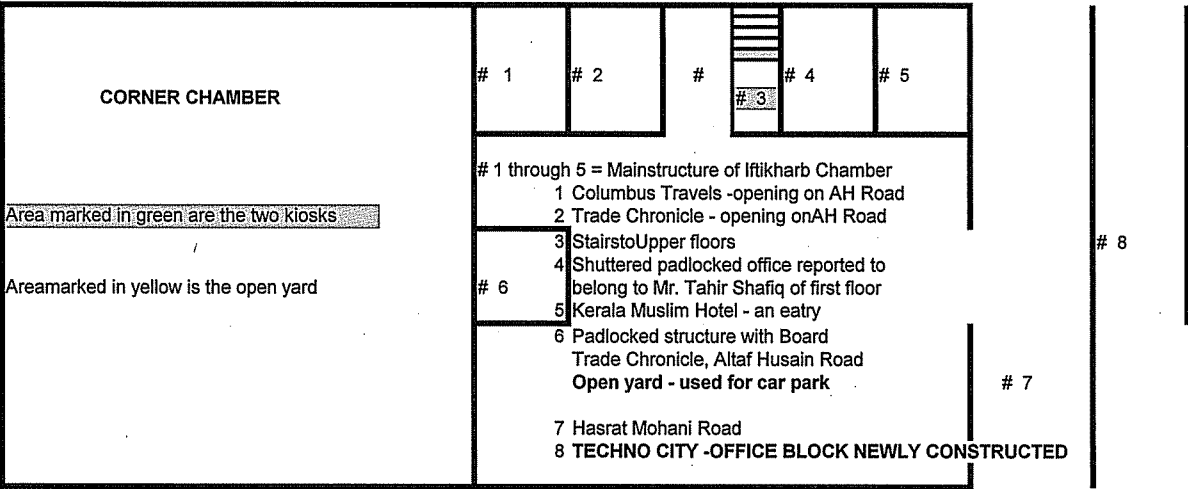 # 1
# 2
#
# 3
# 4
# 5
CORNER CHAMBER
# 1 through 5 = Mainstructure of Iftikharb Chamber
1 Columbus Travels -opening on AH Road
2 Trade Chronicle - opening onAH Road
Area marked in green are the two kiosks
3 StairstoUpper floors
4 Shuttered padlocked office reported to
belong to Mr. Tahir Shafiq of first floor
5 Kerala Muslim Hotel - an eatry
# 6
# 8
Areamarked in yellow is the open yard
6 Padlocked structure with Board
Trade Chronicle, Altaf Husain Road
Open yard - used for car park
# 7
7 Hasrat Mohani Road
8 TECHNO CITY -OFFICE BLOCK NEWLY CONSTRUCTED